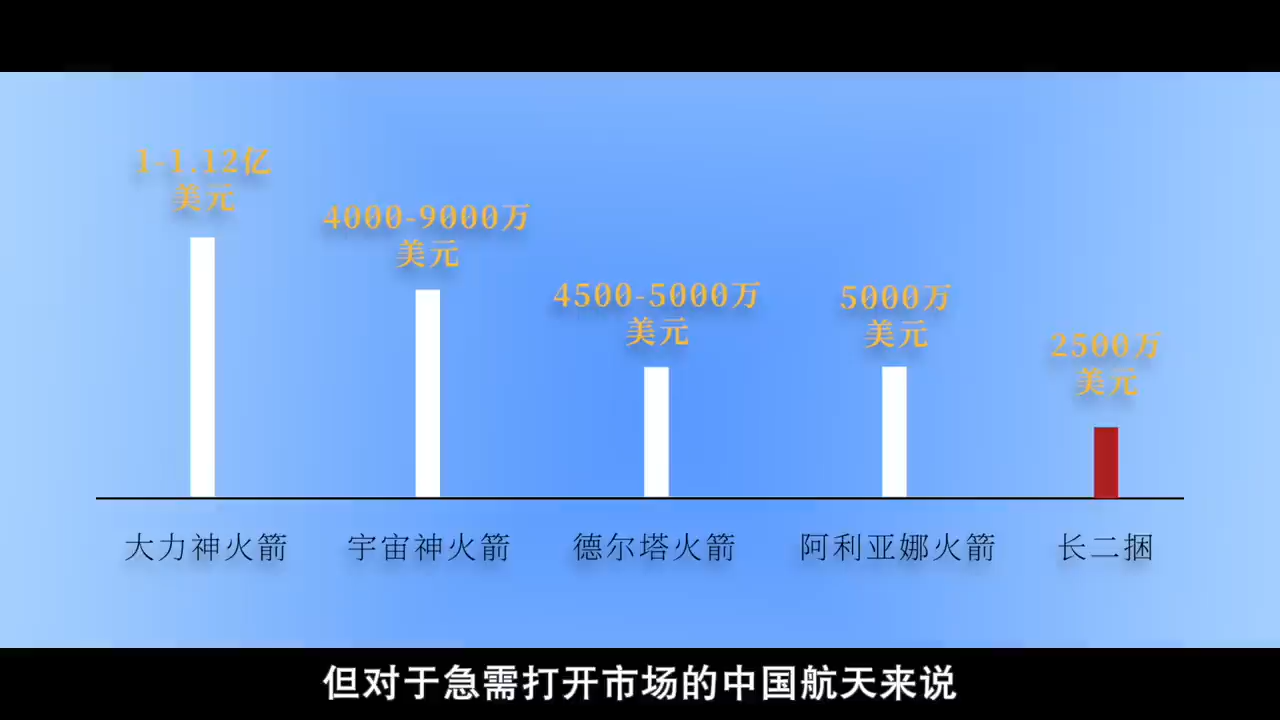 1-1.12亿
美元
4000-9000万
美元
4500-5000万
美元
5000万
美元
2500万
美元
大力神火箭
宇宙神火箭
德尔塔火箭
阿利亚娜火箭
长二捆
但对于急需打开市场的中国航天来说